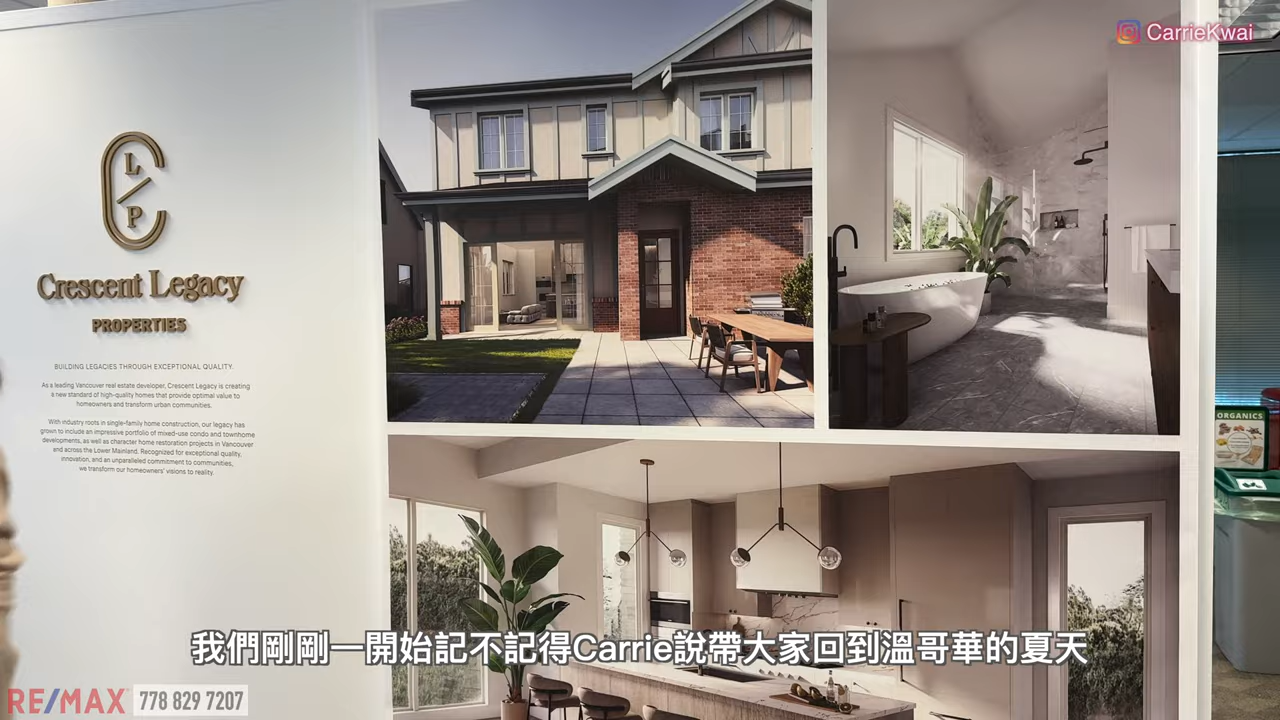 CarrieKwai
L
P
Crescent Legacy
PROPERTIES
BUILDING LEGACIES THROUGH EXCEPTIONAL QUALITY.
As a leading Vancouver real estate developer, Crescent Legacy is creating
a new standard of high-quality homes that provide optimal value to
homeowners and transform urban communities.
With industry roots in single-family home construction, our legacy has
grown to include an impressive portfolio of mixed-use condo and townhome
developments, as well as character home restoration projects in Vancouver
and across the Lower Mainland. Recognized for exceptional quality,
innovation, and an unparalleled commitment to communities,
we transform our homeowners' visions to reality.
ORGANICS
我們剛剛一開始記不記得Carrie說帶大家回到溫哥華的夏天
RE/MAX 778 829 7207